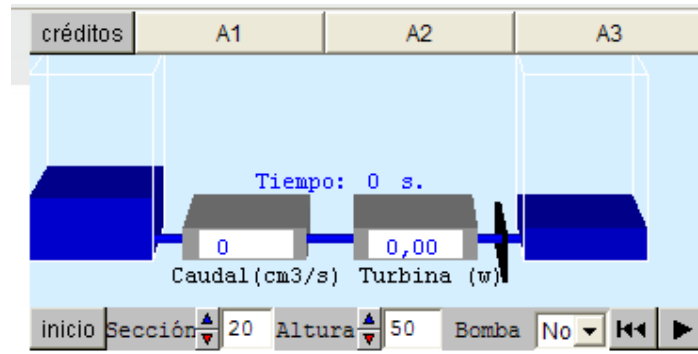 créditos A1 A2 A3
Tiempo: 0 s.
0 0,00
Caudal(cm3/s) Turbina (w)
inicio Sección 20 Altura 50 Bomba No